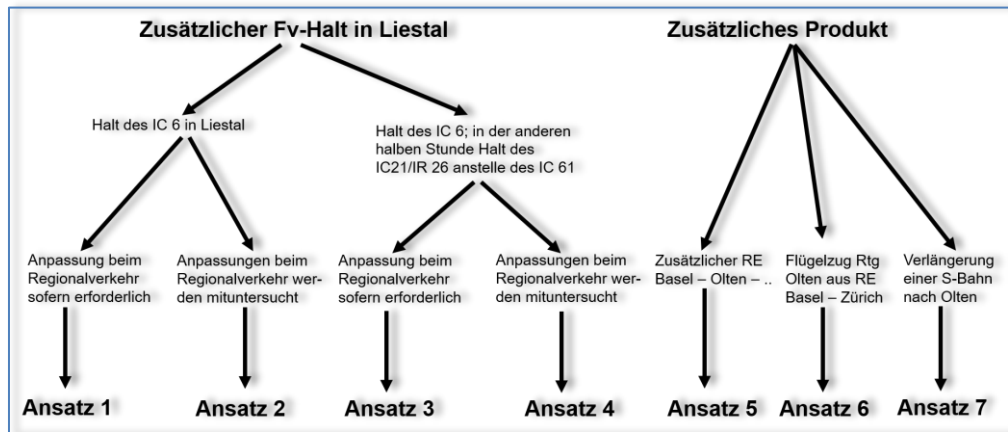 Zusätzlicher Fv-Halt in Liestal
Zusätzliches Produkt
Halt des IC 6 in Liestal
Halt des IC 6; in der anderen
halben Stunde Halt des
IC21/IR 26 anstelle des IC 61
Anpassung beim
Regionalverkehr
sofern erforderlich
Anpassungen beim
Regionalverkehr wer-
den mituntersucht
Anpassung beim
Regionalverkehr
sofern erforderlich
Anpassungen beim
Regionalverkehr wer-
den mituntersucht
Zusätzlicher RE
Basel – Olten – ..
Flügelzug Rtg
Olten aus RE
Basel – Zürich
Verlängerung
einer S-Bahn
nach Olten
Ansatz 1
Ansatz 2
Ansatz 3
Ansatz 4
Ansatz 5
Ansatz 6
Ansatz 7